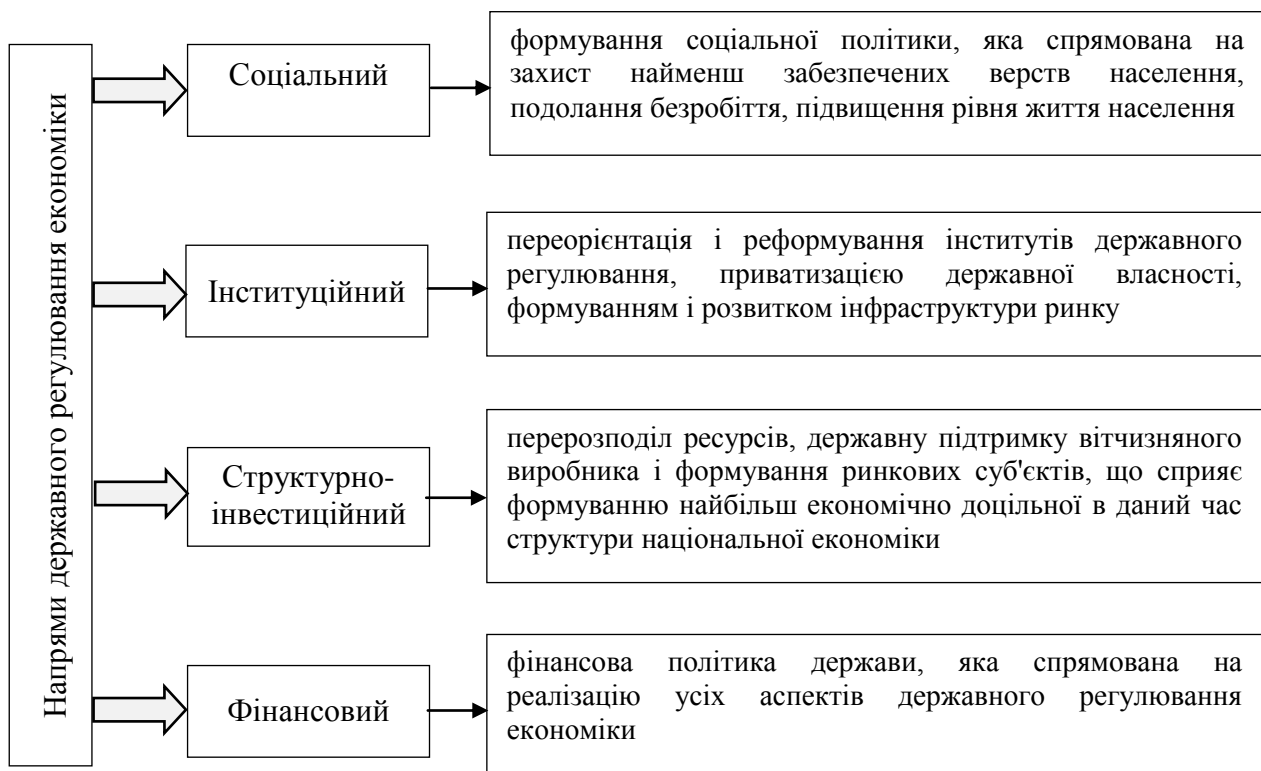 Напрями державного регулювання економіки
Соціальний
формування соціальної політики, яка спрямована на
захист найменш забезпечених верств населення,
подолання безробіття, підвищення рівня життя населення
Інституційний
переорієнтація і реформування інститутів державного
регулювання, приватизацією державної власності,
формуванням і розвитком інфраструктури ринку
Структурно-
інвестиційний
перерозподіл ресурсів, державну підтримку вітчизняного
виробника і формування ринкових суб'єктів, що сприяє
формуванню найбільш економічно доцільної в даний час
структури національної економіки
Фінансовий
фінансова політика держави, яка спрямована на
реалізацію усіх аспектів державного регулювання
економіки